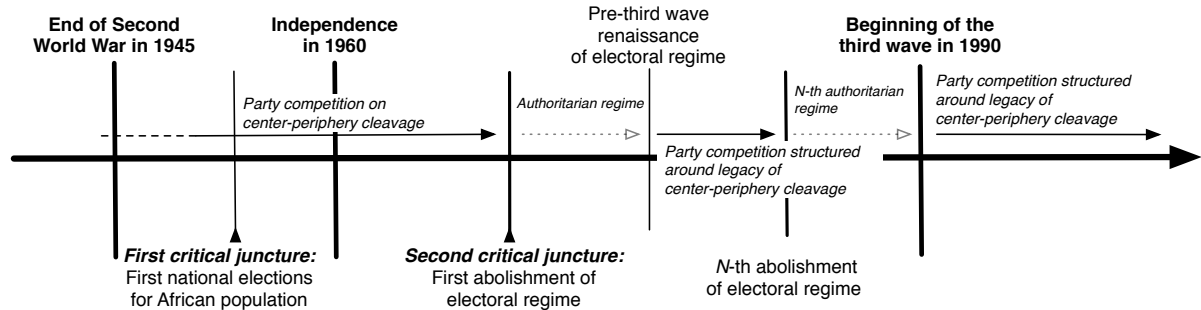 End of Second
World War in 1945
Independence
in 1960
Pre-third wave
renaissance
of electoral regime
Beginning of the
third wave in 1990
Party competition on
center-periphery cleavage
Authoritarian regime
N-th authoritarian
regime
Party competition structured
around legacy of
center-periphery cleavage
Party competition structured
around legacy of
center-periphery cleavage
First critical juncture:
First national elections
for African population
Second critical juncture:
First abolishment of
electoral regime
N-th abolishment
of electoral regime